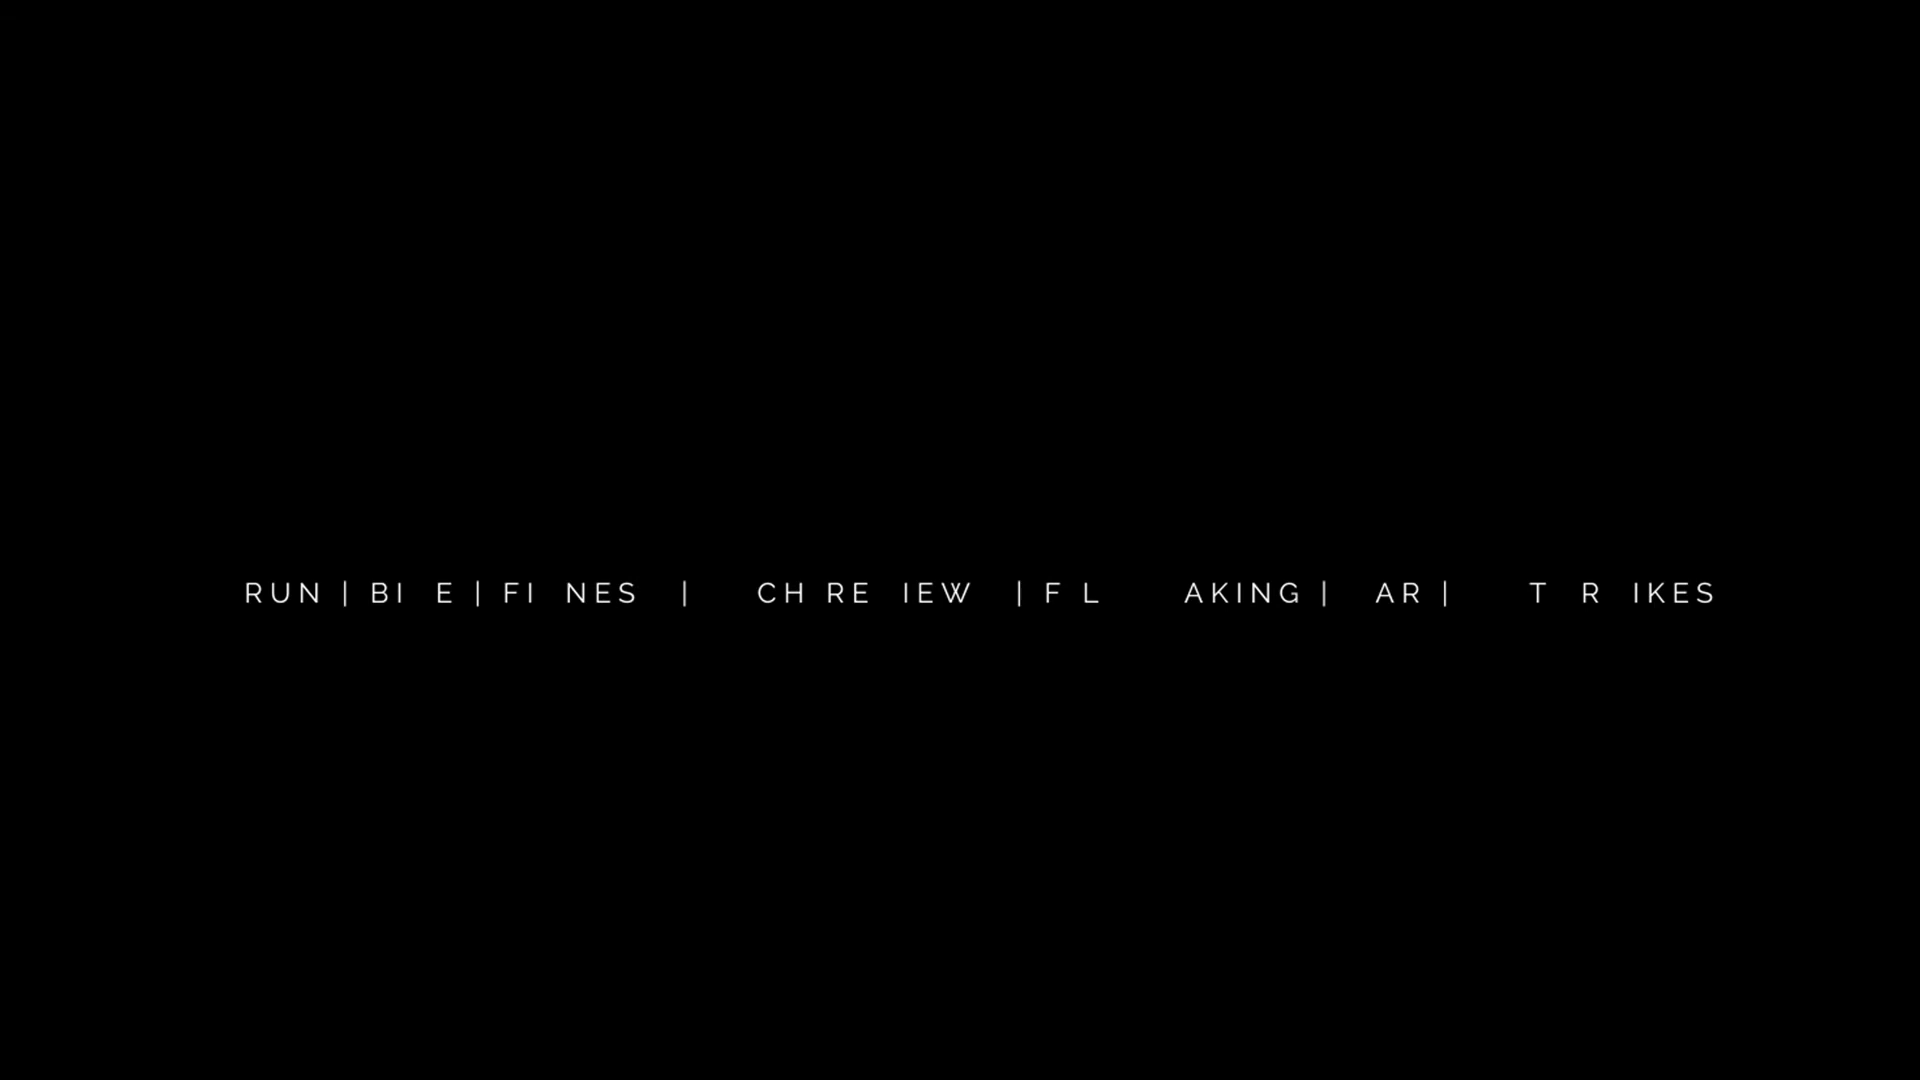 RUN | BI E | FI NES | CH RE IEW | F L AKING | AR | T R IKES